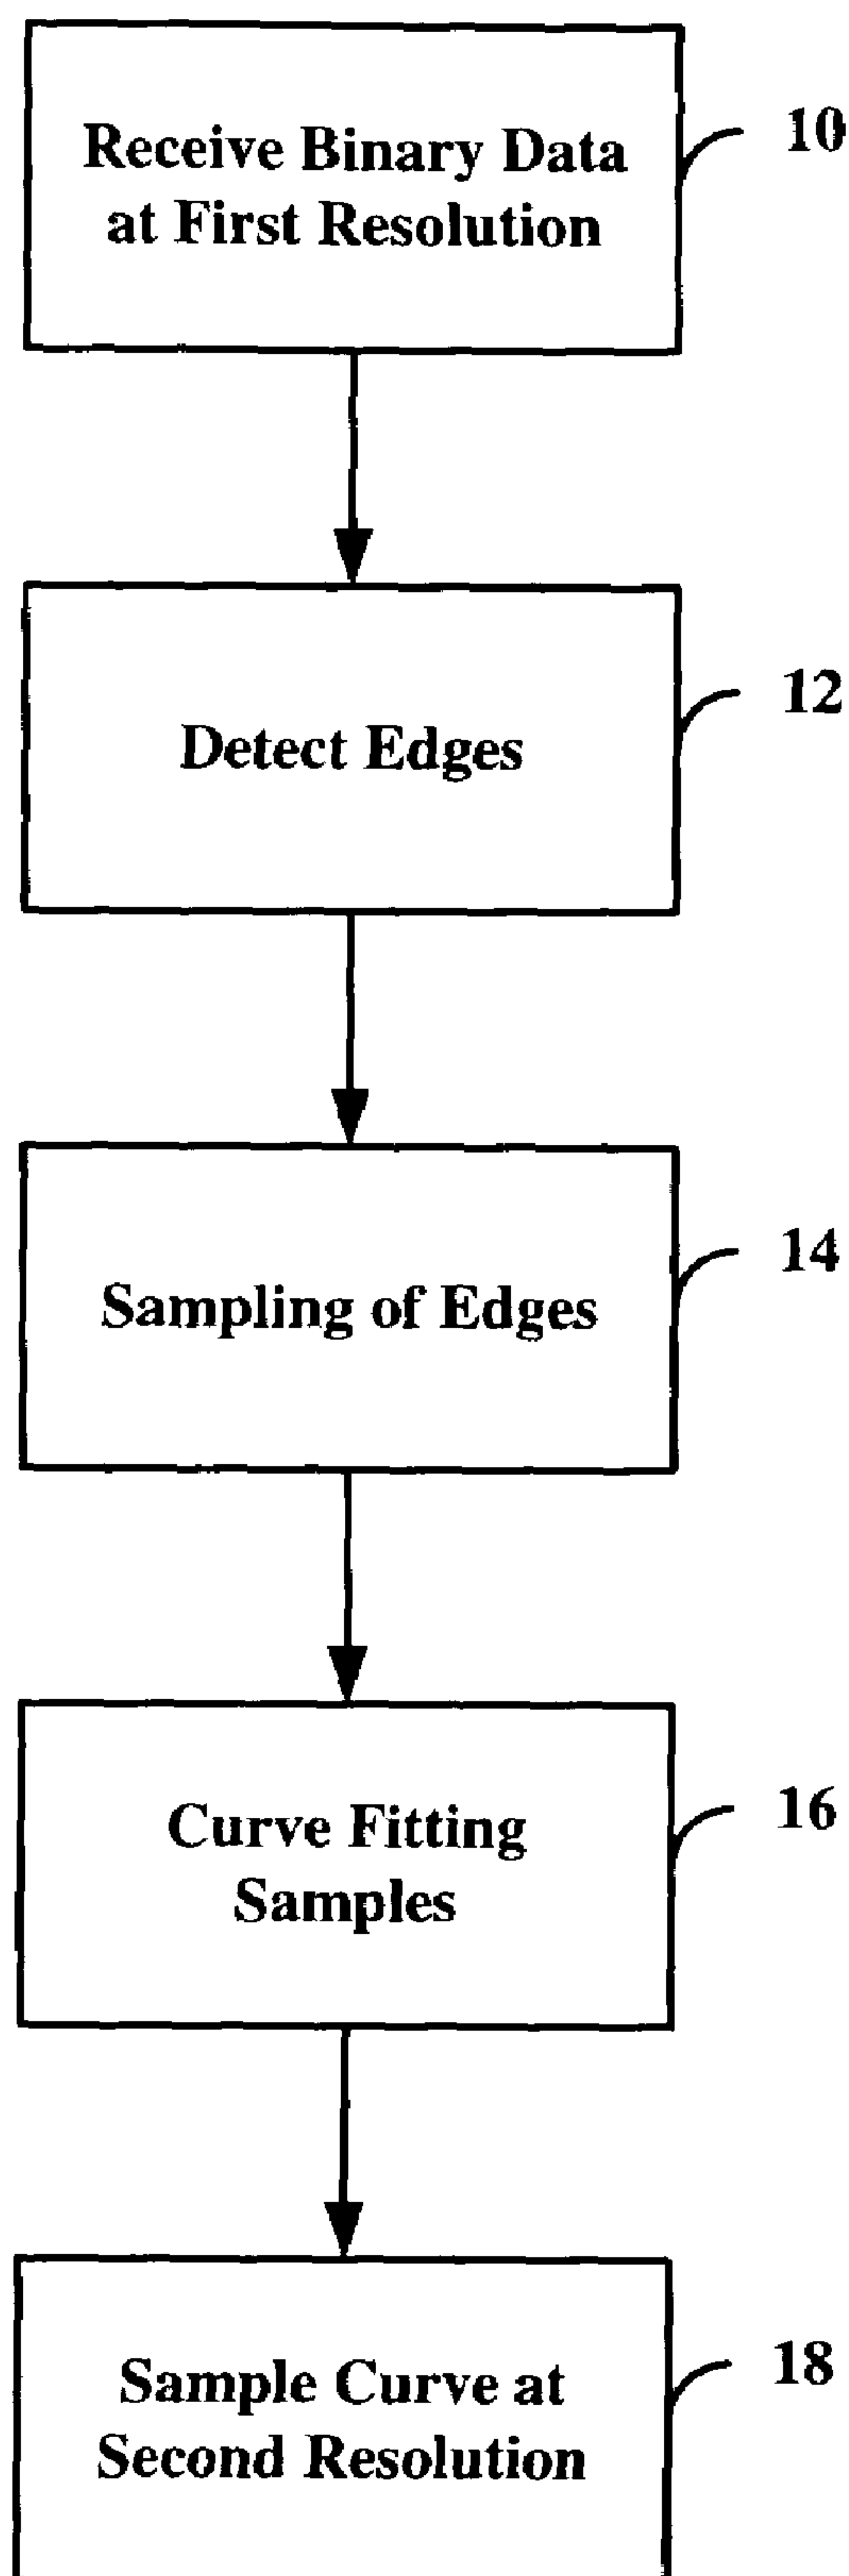 Receive Binary Data
at First Resolution
10
Detect Edges
12
Sampling of Edges
14
Curve Fitting
Samples
16
Sample Curve at
Second Resolution
18